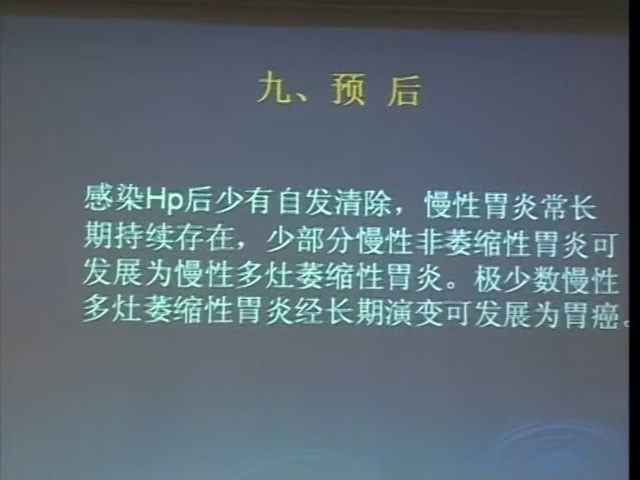 九、预 后
感染Hp后少有自发清除，慢性胃炎常长
期持续存在，少部分慢性非萎缩性胃炎可
发展为慢性多灶萎缩性胃炎。极少数慢性
多灶萎缩性胃炎经长期演变可发展为胃癌。